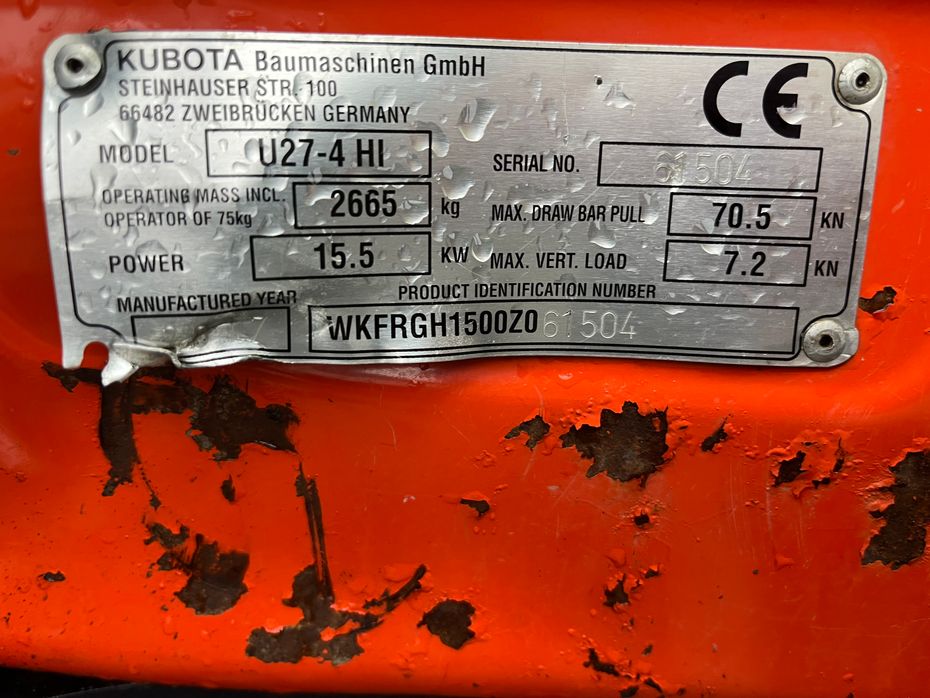 KUBOTA Baumaschinen GmbH
STEINHAUSER STR. 100
66482 ZWEIBRÜCKEN GERMANY
CE
MODEL U27-4 HI
SERIAL NO. 61504
OPERATING MASS INCL. OPERATOR OF 75kg 2665 kg
MAX. DRAW BAR PULL 70.5 KN
POWER 15.5 KW
MAX. VERT. LOAD 7.2 KN
MANUFACTURED YEAR
PRODUCT IDENTIFICATION NUMBER
WKFRGH1500Z061504